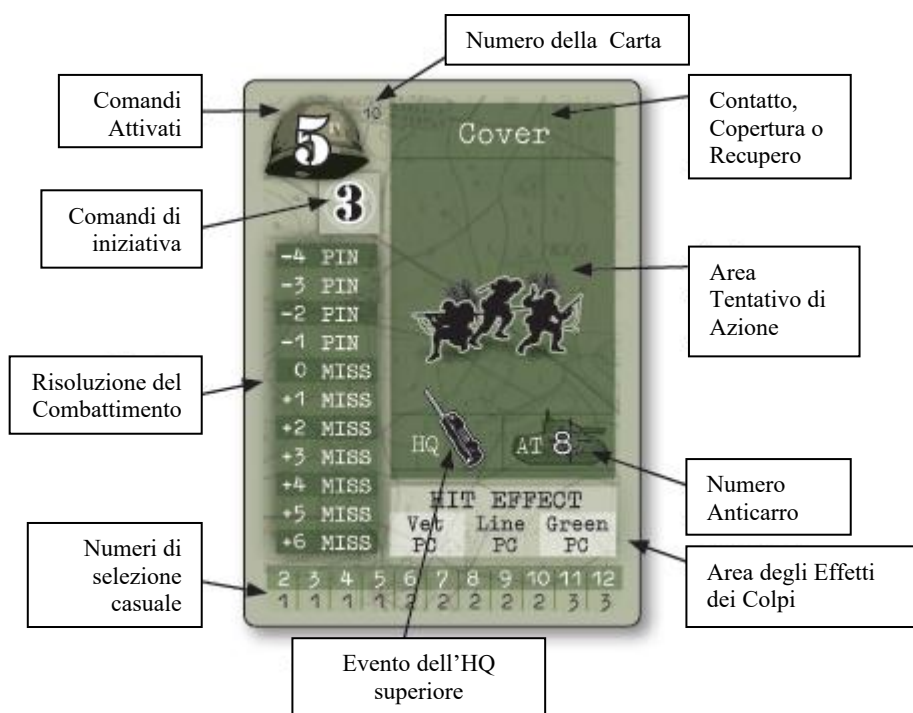 Numero della Carta
Comandi
Attivati
Contatto,
Copertura o
Recupero
10
5
Cover
Comandi di
iniziativa
3
Area
Tentativo di
Azione
-4 PIN
-3 PIN
-2 PIN
-1 PIN
0 MISS
+1 MISS
+2 MISS
+3 MISS
+4 MISS
+5 MISS
+6 MISS
Risoluzione del
Combattimento
HQ
AT 8
Numero
Anticarro
HIT EFFECT
Vet Line Green
PC PC PC
Numeri di
selezione
casuale
Area degli Effetti
dei Colpi
2 3 4 5 6 7 8 9 10 11 12
1 1 1 1 2 2 2 2 2 3 3
Evento dell'HQ
superiore